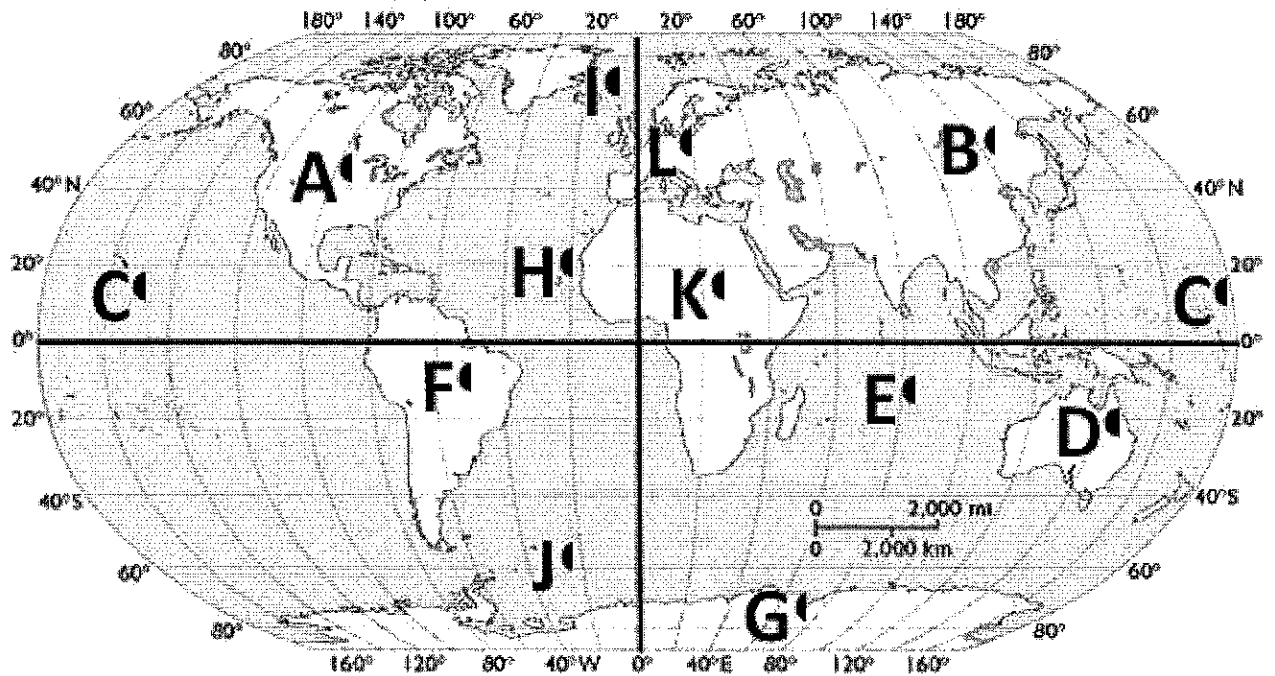 180° 140° 100° 60° 20° 20° 60° 100° 140° 180°
80° 80°
I
60° 60°
L B
A
40°N 40°N
H
20° 20°
C K C
0° 0°
F
E
20° D 20°
40°S 40°S
0 2,000 mi.
0 2,000 km
J
60° 60°
G
80° 80°
160° 120° 80° 40°W 0° 40°E 80° 120° 160°